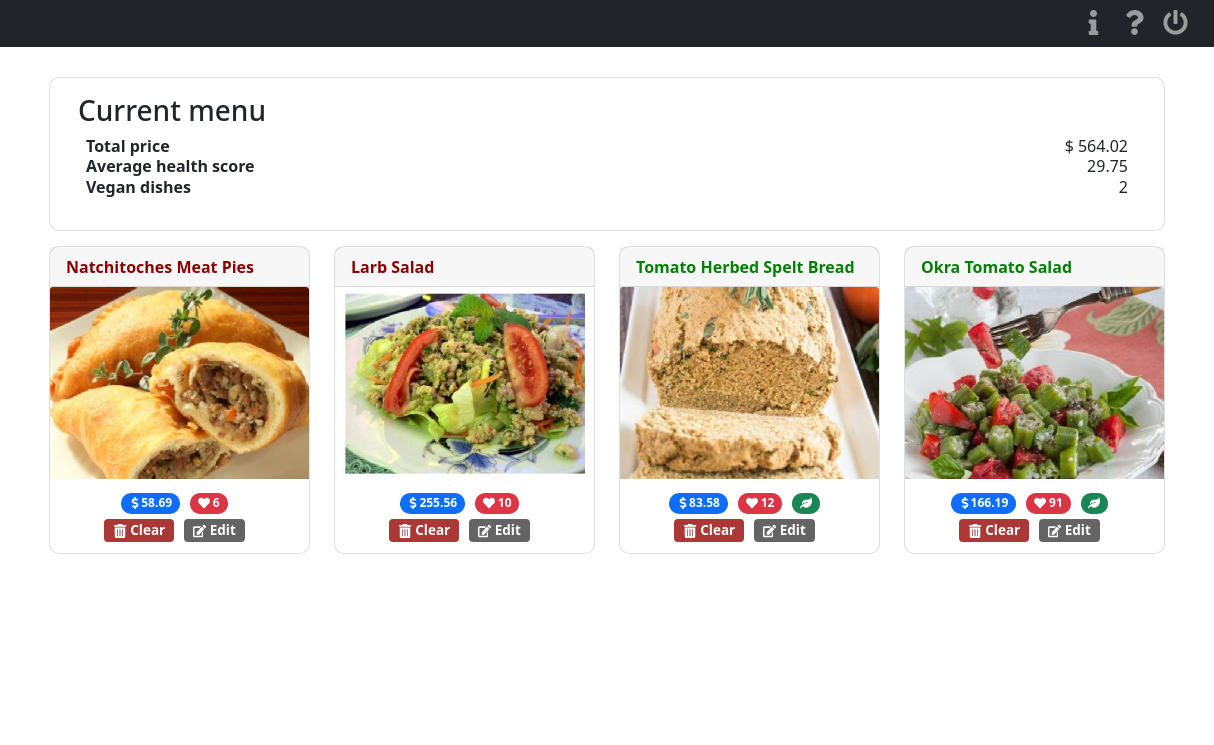 Current menu
Total price $ 564.02
Average health score 29.75
Vegan dishes 2
Natchitoches Meat Pies
Larb Salad
Tomato Herbed Spelt Bread
Okra Tomato Salad
$ 58.69 6
$ 255.56 10
$ 83.58 12
$ 166.19 91
Clear Edit
Clear Edit
Clear Edit
Clear Edit